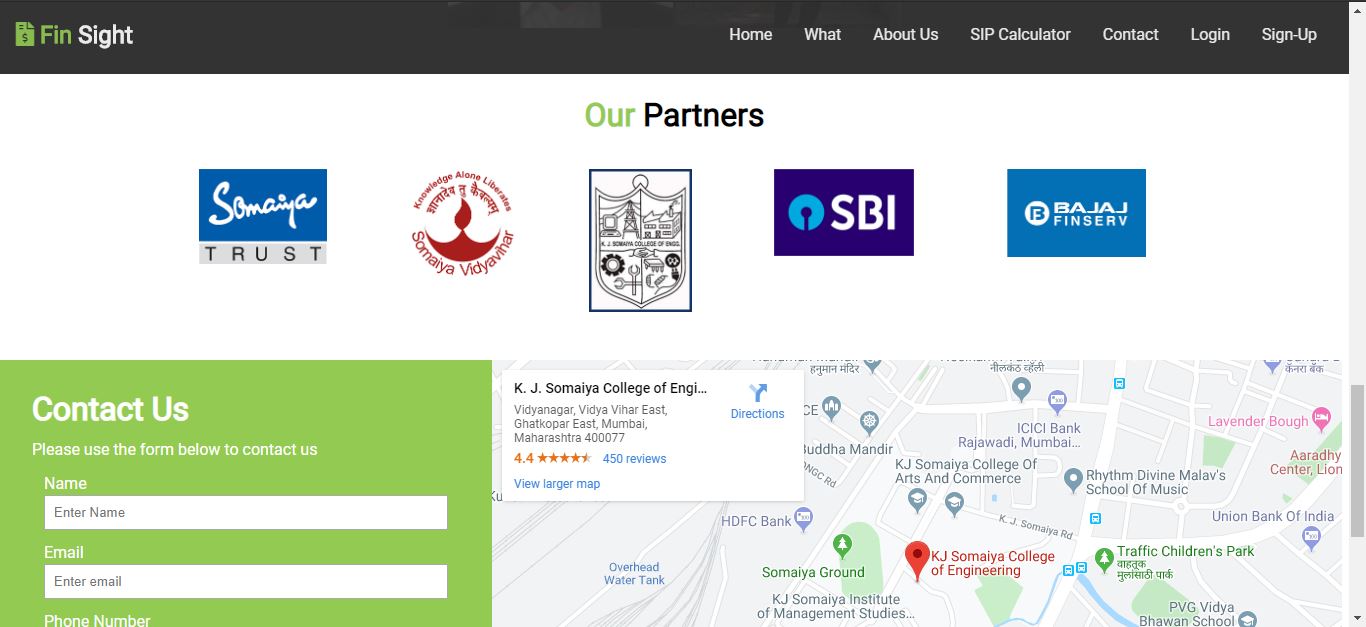 Fin Sight
Home
What
About Us
SIP Calculator
Contact
Login
Sign-Up
Our Partners
Somaiya
TRUST
Knowledge Alone Liberates
ज्ञानादेव तु कैवल्यम्
Somaiya Vidyavihar
K. J. SOMAIYA COLLEGE OF ENGG.
SBI
BAJAJ
FINSERV
Contact Us
Please use the form below to contact us
Name
Enter Name
Email
Enter email
Phone Number
K. J. Somaiya College of Engi...
Vidyanagar, Vidya Vihar East,
Ghatkopar East, Mumbai,
Maharashtra 400077
4.4
450 reviews
View larger map
Directions
हनुमान मंदिर
नीलकंठ व्हॅली
कॅनरा बँक
ICICI Bank
Rajawadi, Mumbai...
Lavender Bough
Buddha Mandir
Aaradhy
Center, Lion
KJ Somaiya College Of
Arts And Commerce
Rhythm Divine Malav's
School Of Music
HDFC Bank
K. J. Somaiya Rd
Union Bank Of India
Overhead
Water Tank
Somaiya Ground
KJ Somaiya College
of Engineering
Traffic Children's Park
वाहतूक
मुलांसाठी पार्क
KJ Somaiya Institute
of Management Studies...
PVG Vidya
Bhawan School